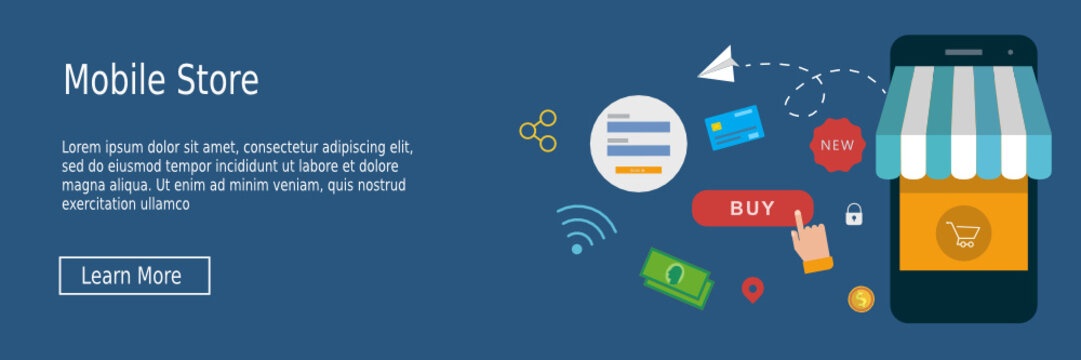 Mobile Store
Lorem ipsum dolor sit amet, consectetur adipiscing elit,
sed do eiusmod tempor incididunt ut labore et dolore
magna aliqua. Ut enim ad minim veniam, quis nostrud
exercitation ullamco
Learn More
NEW
BUY